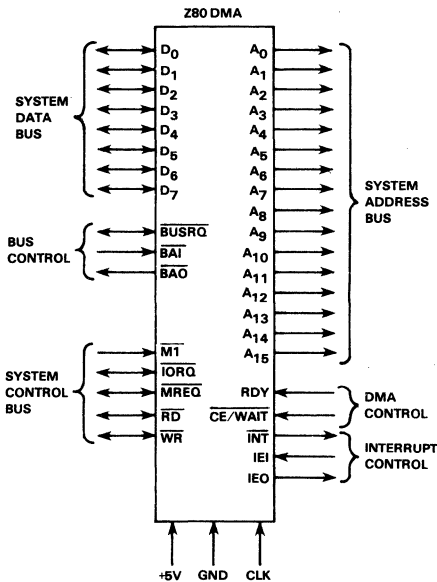 Z80 DMA
SYSTEM
DATA
BUS
D0
D1
D2
D3
D4
D5
D6
D7
BUS
CONTROL
BUSRQ
BAI
BAO
SYSTEM
CONTROL
BUS
M1
IORQ
MREQ
RD
WR
A0
A1
A2
A3
A4
A5
A6
A7
A8
A9
A10
A11
A12
A13
A14
A15
SYSTEM
ADDRESS
BUS
RDY
CE/WAIT
DMA
CONTROL
INT
IEI
IEO
INTERRUPT
CONTROL
+5V GND CLK